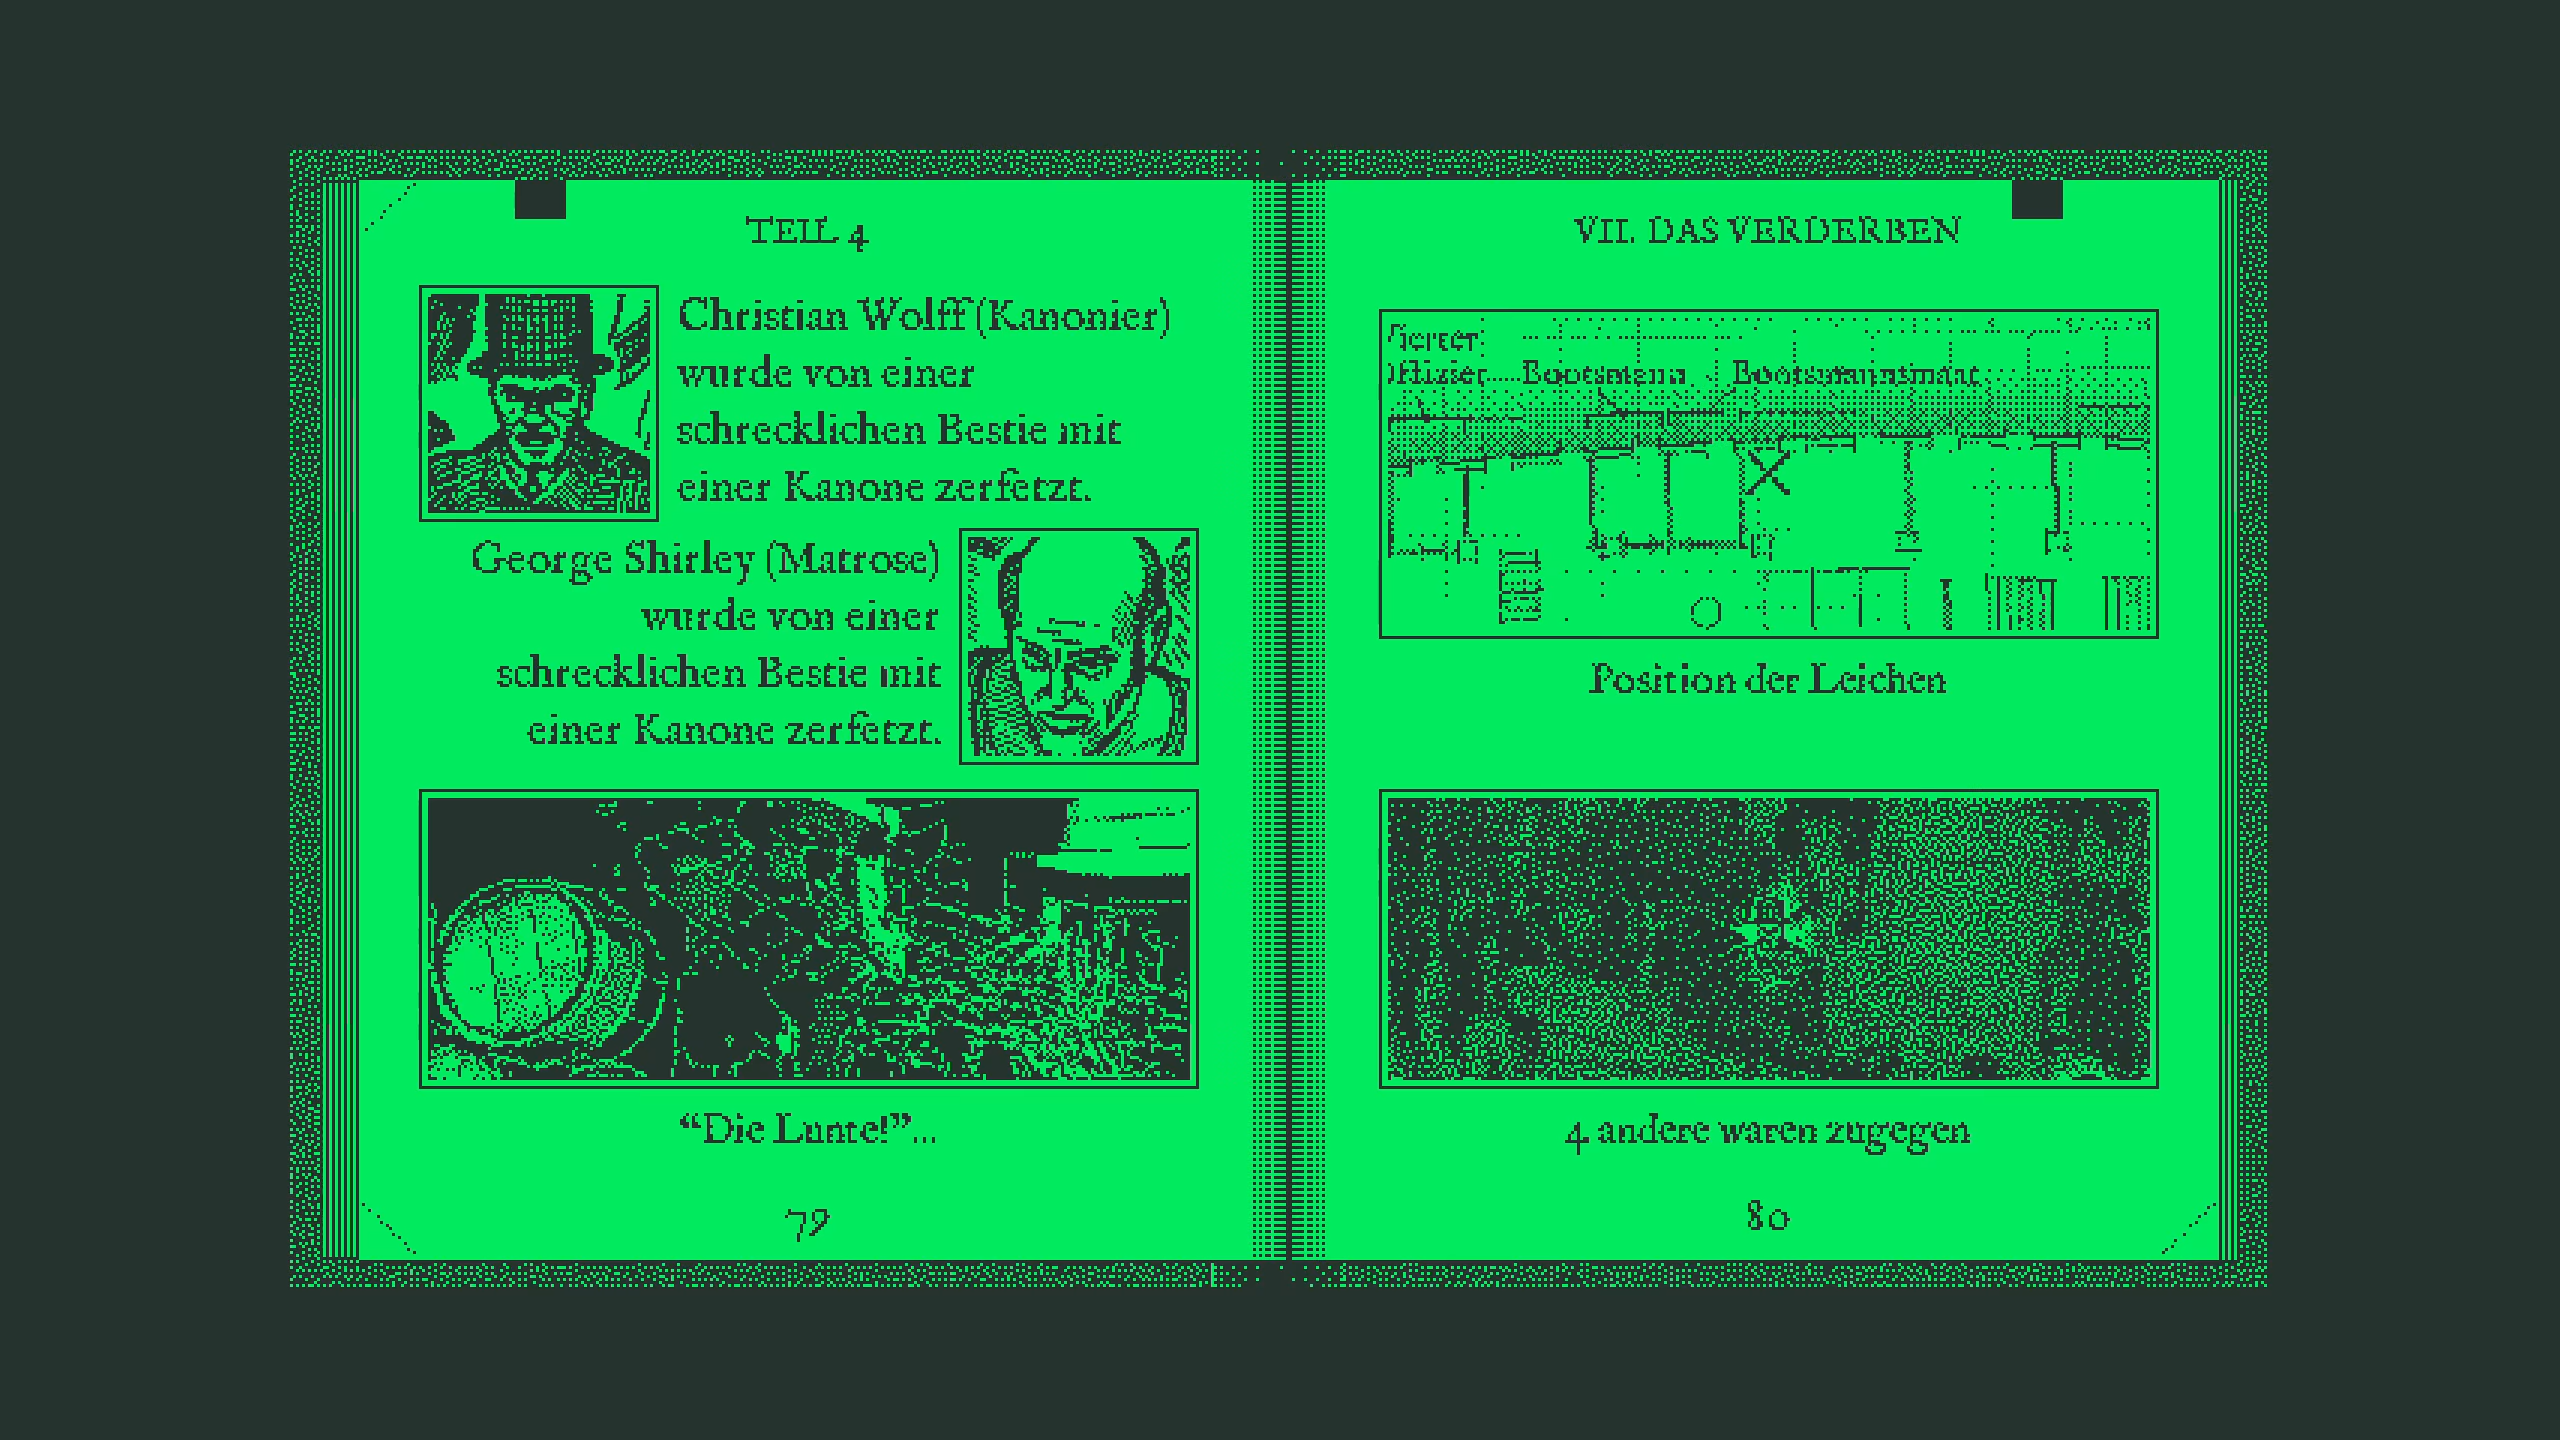 TEIL 4
Christian Wolff (Kanonier)
wurde von einer
schrecklichen Bestie mit
einer Kanone zerfetzt.
George Shirley (Matrose)
wurde von einer
schrecklichen Bestie mit
einer Kanone zerfetzt.
“Die Lunte!”...
79
VII. DAS VERDERBEN
Bootsmann Bootsmannsmaat
Position der Leichen
4 andere waren zugegen
80